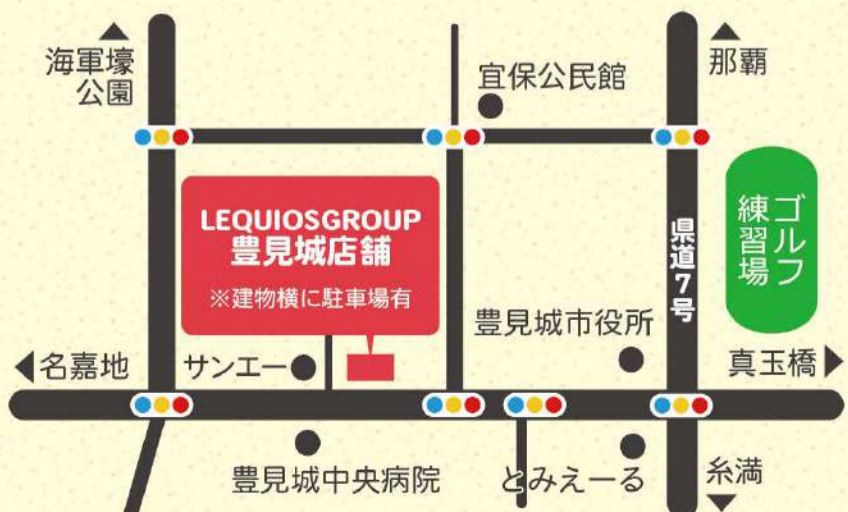 海軍壕
公園
宜保公民館
那覇
LEQUIOSGROUP
豊見城店舗
※建物横に駐車場有
県道7号
ゴルフ
練習場
豊見城市役所
名嘉地
サンエー
真玉橋
豊見城中央病院
とみえーる
糸満